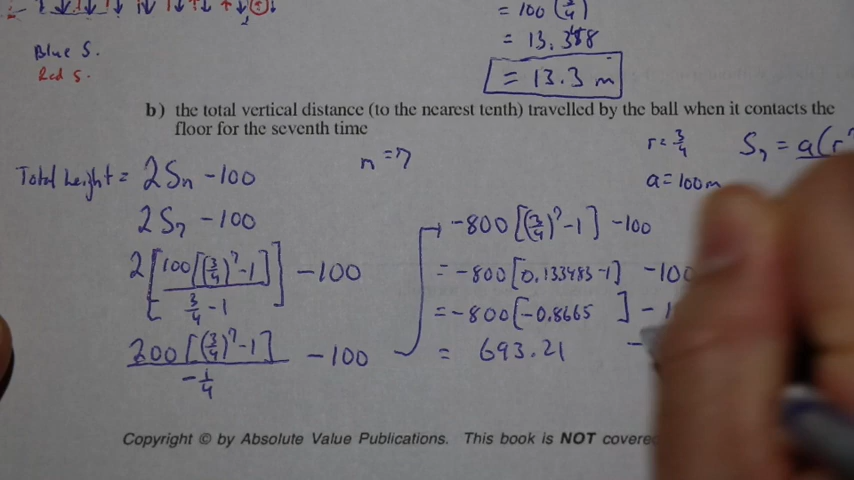 = 100 (3/4)
= 13.348
= 13.3 m
Blue S.
Red S.
b) the total vertical distance (to the nearest tenth) travelled by the ball when it contacts the
floor for the seventh time
n = 7
r = 3/4
S₇ = a(r
a = 100m
Total height = 2Sn - 100
2S₇ - 100
2[100[(3/4)⁷-1] / 3/4 - 1] - 100
200[(3/4)⁷-1] / -1/4 - 100
-800[(3/4)⁷-1] -100
= -800[0.133483-1] -100
= -800[-0.8665 ] - 1
= 693.21 -
Copyright © by Absolute Value Publications. This book is NOT covere